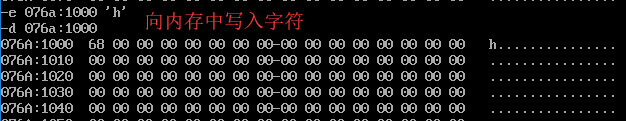 -e 076a:1000 'h'
-d 076a:1000
向内存中写入字符
076A:1000  68 00 00 00 00 00 00 00-00 00 00 00 00 00 00 00   h...............
076A:1010  00 00 00 00 00 00 00 00-00 00 00 00 00 00 00 00   ................
076A:1020  00 00 00 00 00 00 00 00-00 00 00 00 00 00 00 00   ................
076A:1030  00 00 00 00 00 00 00 00-00 00 00 00 00 00 00 00   ................
076A:1040  00 00 00 00 00 00 00 00-00 00 00 00 00 00 00 00   ................